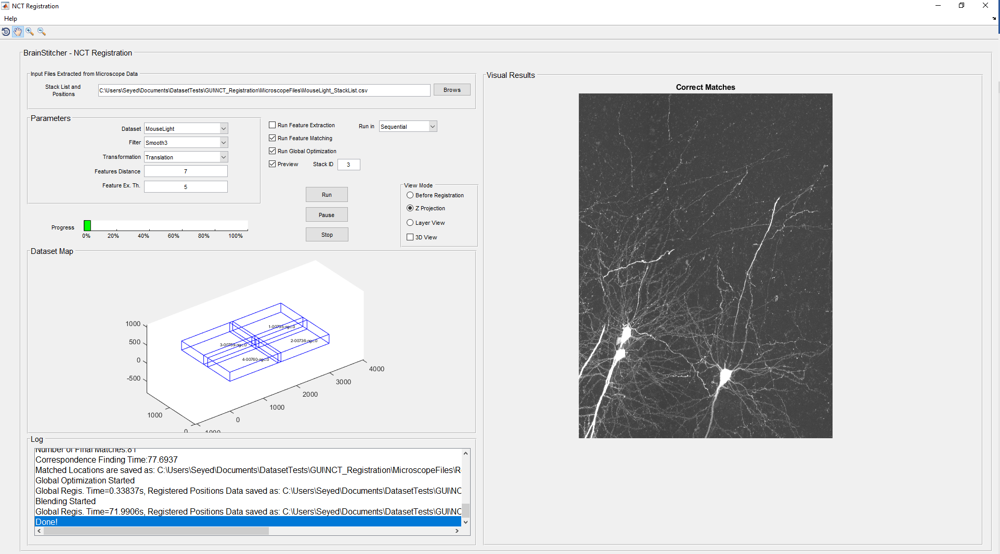 NCT Registration
Help
BrainStitcher - NCT Registration
Input Files Extracted from Microscope Data
Stack List and
Positions
C:\Users\Seyed\Documents\DatasetTests\GUI\NCT_Registration\MicroscopeFiles\MouseLight_StackList.csv
Brows
Parameters
Dataset MouseLight
Filter Smooth3
Transformation Translation
Features Distance 7
Feature Ex. Th. 5
Run Feature Extraction
Run in Sequential
Run Feature Matching
Run Global Optimization
Preview Stack ID 3
Run
Pause
Stop
View Mode
Before Registration
Z Projection
Layer View
3D View
Progress
0% 20% 40% 60% 80% 100%
Dataset Map
1000
500
0
-500
1000
0
-1000
0
1000
2000
3000
4000
1-00735-ngc.0
2-00736-ngc.0
3-00759-ngc.0
4-00760-ngc.0
Log
Number of Final Matches:81
Correspondence Finding Time:77.6937
Matched Locations are saved as: C:\Users\Seyed\Documents\DatasetTests\GUI\NCT_Registration\MicroscopeFiles\R
Global Optimization Started
Global Regis. Time=0.33837s, Registered Positions Data saved as: C:\Users\Seyed\Documents\DatasetTests\GUI\NC
Blending Started
Global Regis. Time=71.9906s, Registered Positions Data saved as: C:\Users\Seyed\Documents\DatasetTests\GUI\NC
Done!
Visual Results
Correct Matches